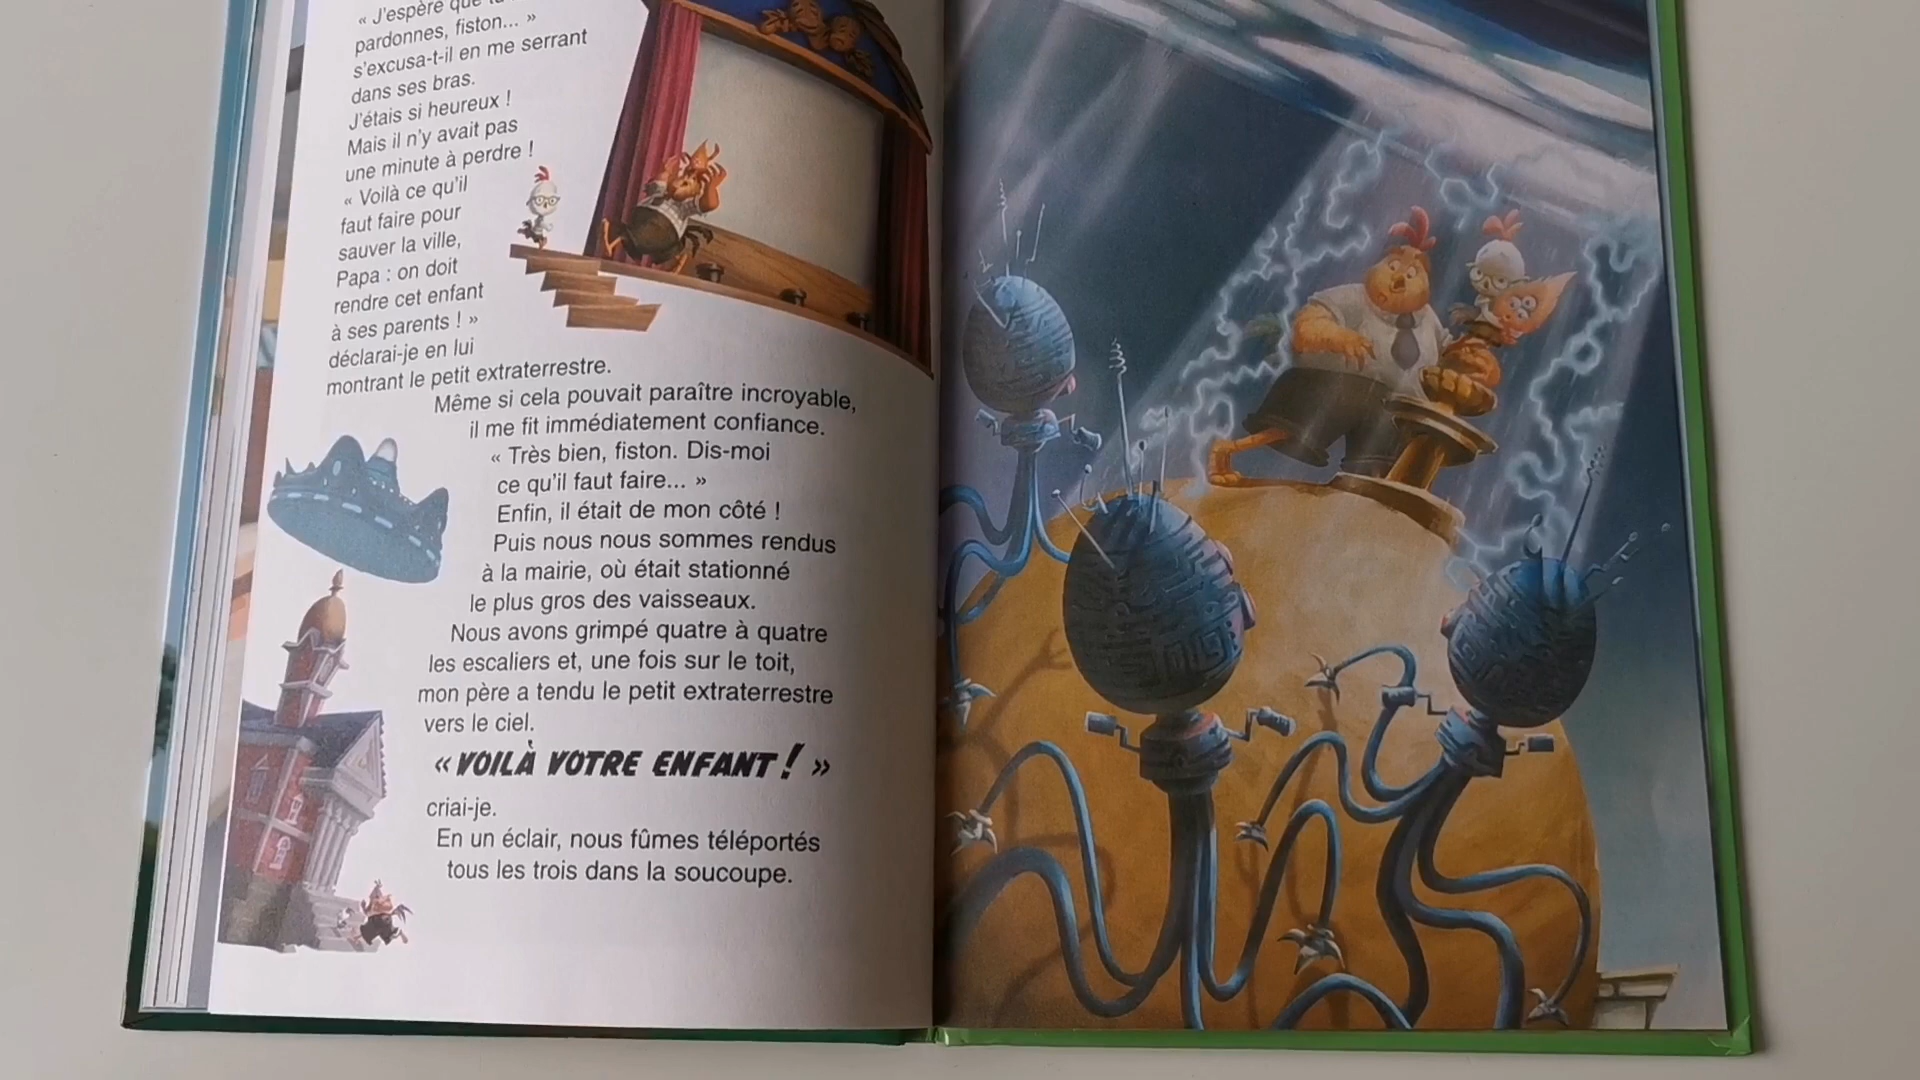 « J'espère que
pardonnes, fiston... »
s'excusa-t-il en me serrant
dans ses bras.
J'étais si heureux !
Mais il n'y avait pas
une minute à perdre !
« Voilà ce qu'il
faut faire pour
sauver la ville,
Papa : on doit
rendre cet enfant
à ses parents ! »
déclarai-je en lui
montrant le petit extraterrestre.
Même si cela pouvait paraître incroyable,
il me fit immédiatement confiance.
« Très bien, fiston. Dis-moi
ce qu'il faut faire... »
Enfin, il était de mon côté !
Puis nous nous sommes rendus
à la mairie, où était stationné
le plus gros des vaisseaux.
Nous avons grimpé quatre à quatre
les escaliers et, une fois sur le toit,
mon père a tendu le petit extraterrestre
vers le ciel.
« VOILÀ VOTRE ENFANT ! »
criai-je.
En un éclair, nous fûmes téléportés
tous les trois dans la soucoupe.